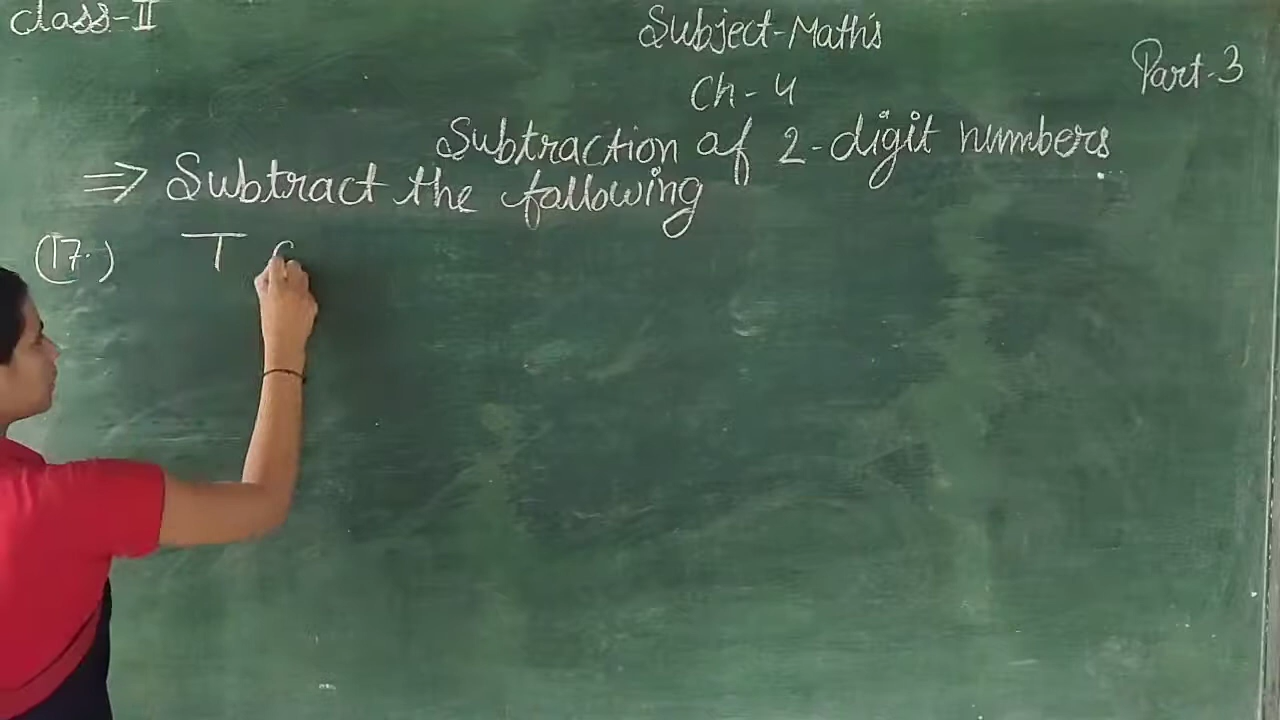 Class-II
Subject-Maths
Part-3
Ch-4
Subtraction of 2-digit numbers
⇒ Subtract the following
(17.) T